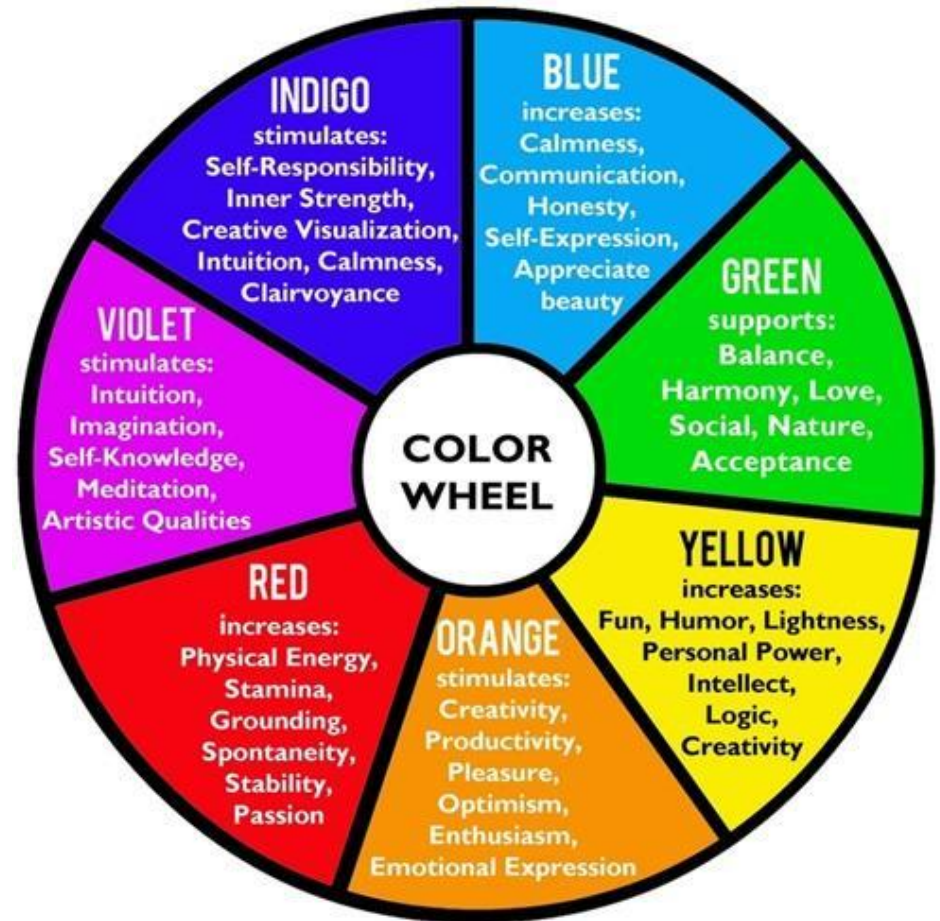 COLOR
WHEEL
BLUE
increases:
Calmness,
Communication,
Honesty,
Self-Expression,
Appreciate
beauty
GREEN
supports:
Balance,
Harmony, Love,
Social, Nature,
Acceptance
YELLOW
increases:
Fun, Humor, Lightness,
Personal Power,
Intellect,
Logic,
Creativity
ORANGE
stimulates:
Creativity,
Productivity,
Pleasure,
Optimism,
Enthusiasm,
Emotional Expression
RED
increases:
Physical Energy,
Stamina,
Grounding,
Spontaneity,
Stability,
Passion
VIOLET
stimulates:
Intuition,
Imagination,
Self-Knowledge,
Meditation,
Artistic Qualities
INDIGO
stimulates:
Self-Responsibility,
Inner Strength,
Creative Visualization,
Intuition, Calmness,
Clairvoyance